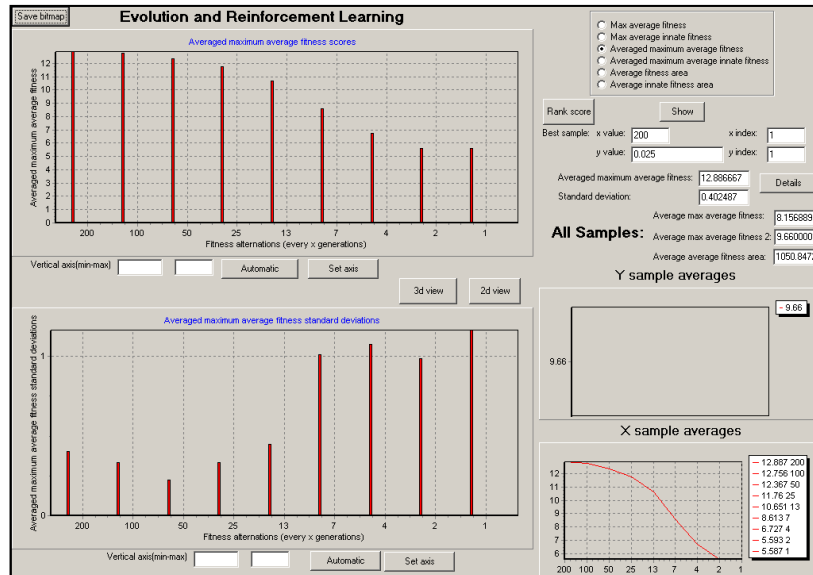 Save bitmap
Evolution and Reinforcement Learning
Averaged maximum average fitness scores
Averaged maximum average fitness
12
11
10
9
8
7
6
5
4
3
2
1
0
200 100 50 25 13 7 4 2 1
Fitness alternations (every x generations)
Vertical axis(min-max)
Automatic
Set axis
3d view
2d view
Averaged maximum average fitness standard deviations
Averaged maximum average fitness standard deviations
1
0
200 100 50 25 13 7 4 2 1
Fitness alternations (every x generations)
Vertical axis(min-max)
Automatic
Set axis
Max average fitness
Max average innate fitness
Averaged maximum average fitness
Averaged maximum average innate fitness
Average fitness area
Average innate fitness area
Rank score
Show
Best sample: x value: 200 x index: 1
y value: 0.025 y index: 1
Averaged maximum average fitness: 12.886667
Standard deviation: 0.402487
Details
All Samples:
Average max average fitness: 8.156889
Average max average fitness 2: 9.660000
Average average fitness area: 1050.8472
Y sample averages
9.66
9.66
X sample averages
12
11
10
9
8
7
6
200 100 50 25 13 7 4 2 1
12.887 200
12.756 100
12.367 50
11.76 25
10.651 13
8.613 7
6.727 4
5.593 2
5.587 1